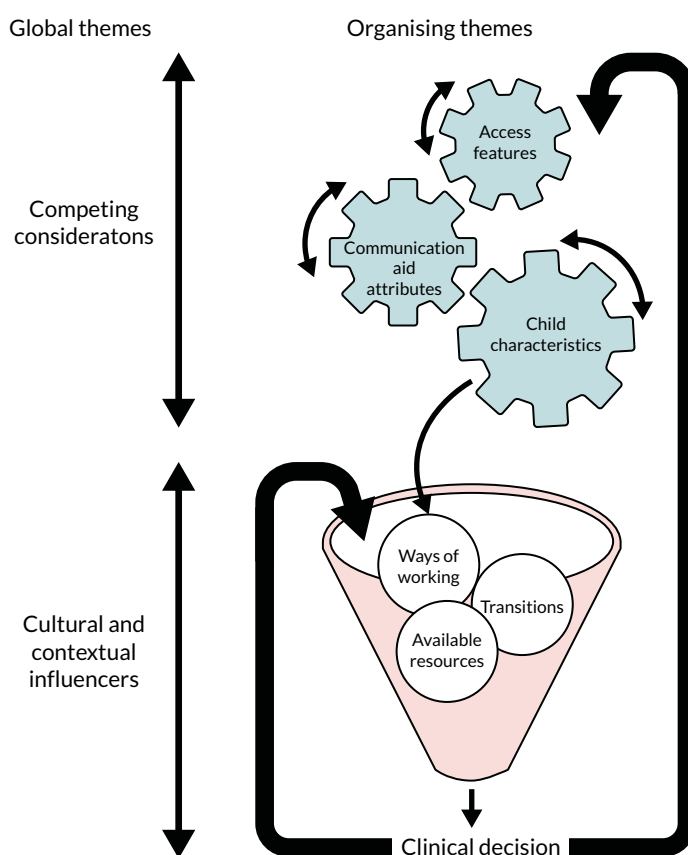 Global themes
Organising themes
Access
features
Competing
consideratons
Communication
aid
attributes
Child
characteristics
Ways of
working
Transitions
Available
resources
Cultural and
contextual
influencers
Clinical decision